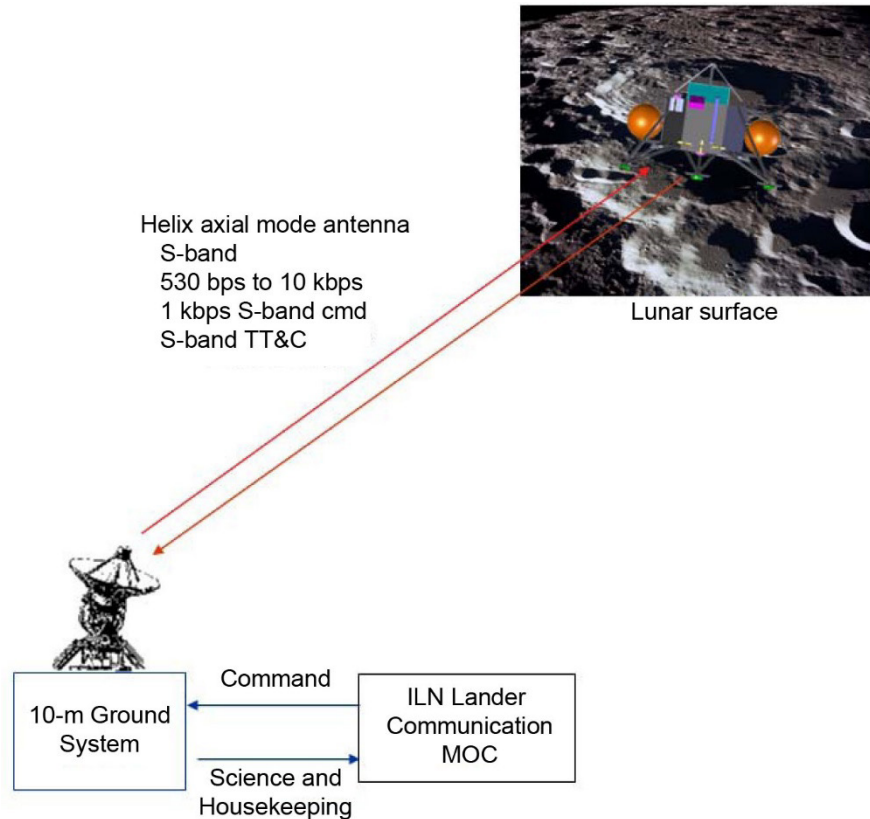 Helix axial mode antenna
S-band
530 bps to 10 kbps
1 kbps S-band cmd
S-band TT&C
Lunar surface
10-m Ground
System
Command
Science and
Housekeeping
ILN Lander
Communication
MOC